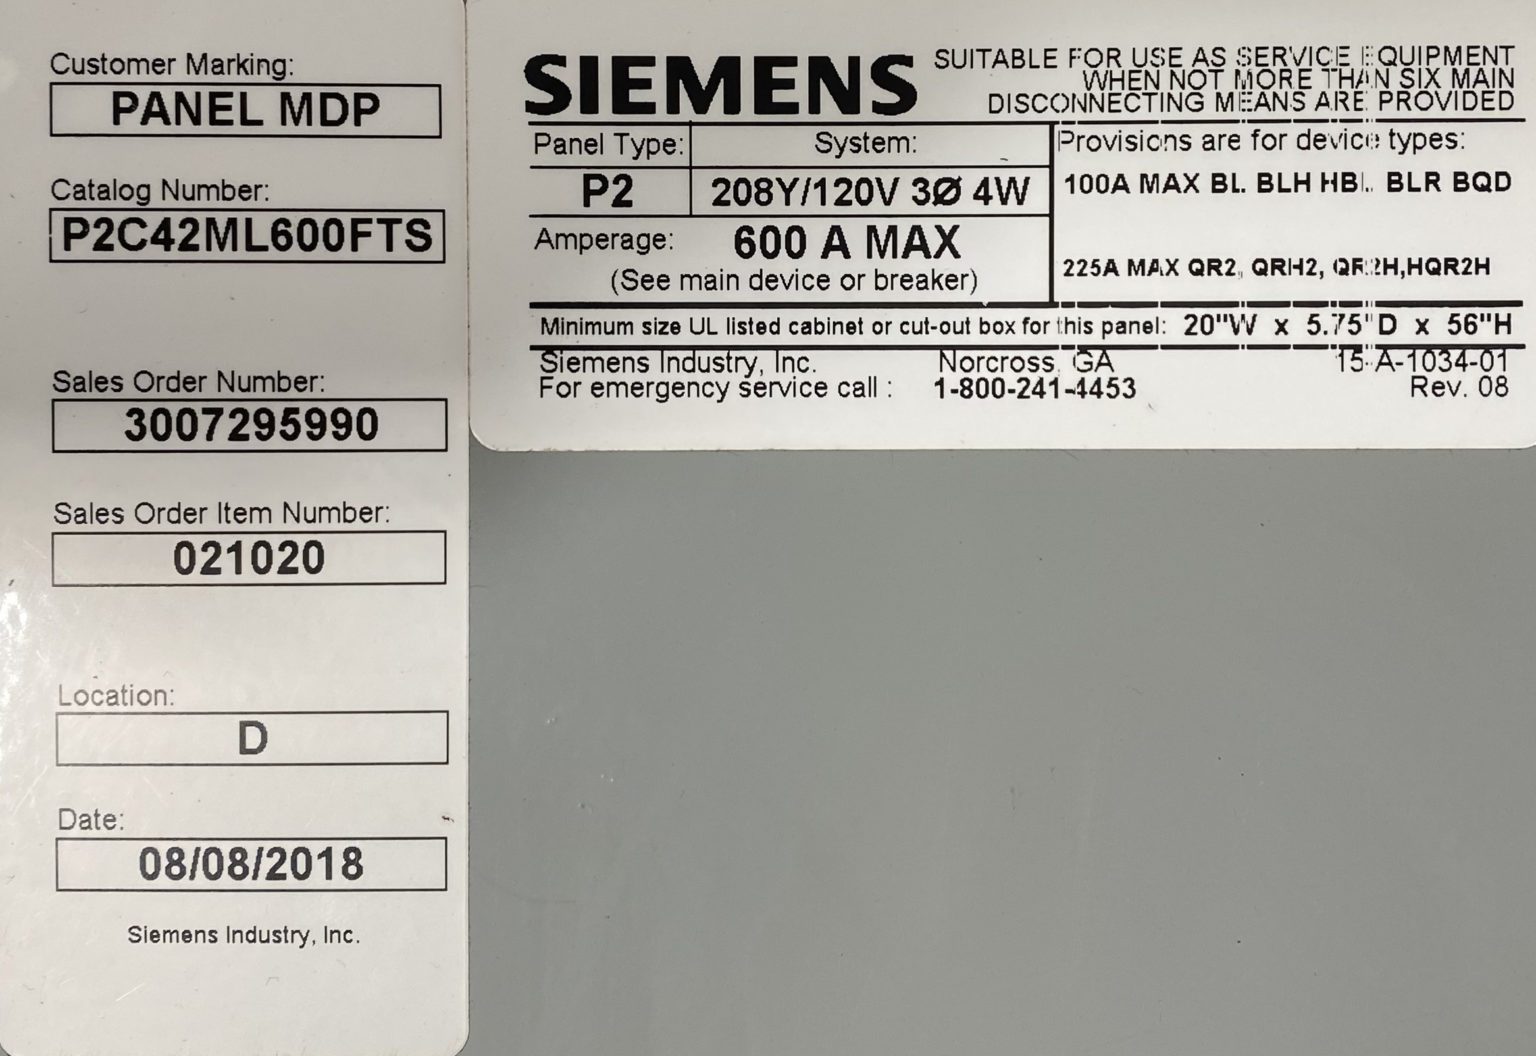 Customer Marking:
PANEL MDP
Catalog Number:
P2C42ML600FTS
Sales Order Number:
3007295990
Sales Order Item Number:
021020
Location:
D
Date:
08/08/2018
Siemens Industry, Inc.
SIEMENS
SUITABLE FOR USE AS SERVICE EQUIPMENT
WHEN NOT MORE THAN SIX MAIN
DISCONNECTING MEANS ARE PROVIDED
Panel Type:
P2
System:
208Y/120V 3Ø 4W
Amperage: 600 A MAX
(See main device or breaker)
Provisions are for device types:
100A MAX BL BLH HBL BLR BQD
225A MAX QR2, QRH2, QR2H,HQR2H
Minimum size UL listed cabinet or cut-out box for this panel: 20"W x 5.75"D x 56"H
Siemens Industry, Inc. Norcross, GA 15-A-1034-01
For emergency service call : 1-800-241-4453 Rev. 08